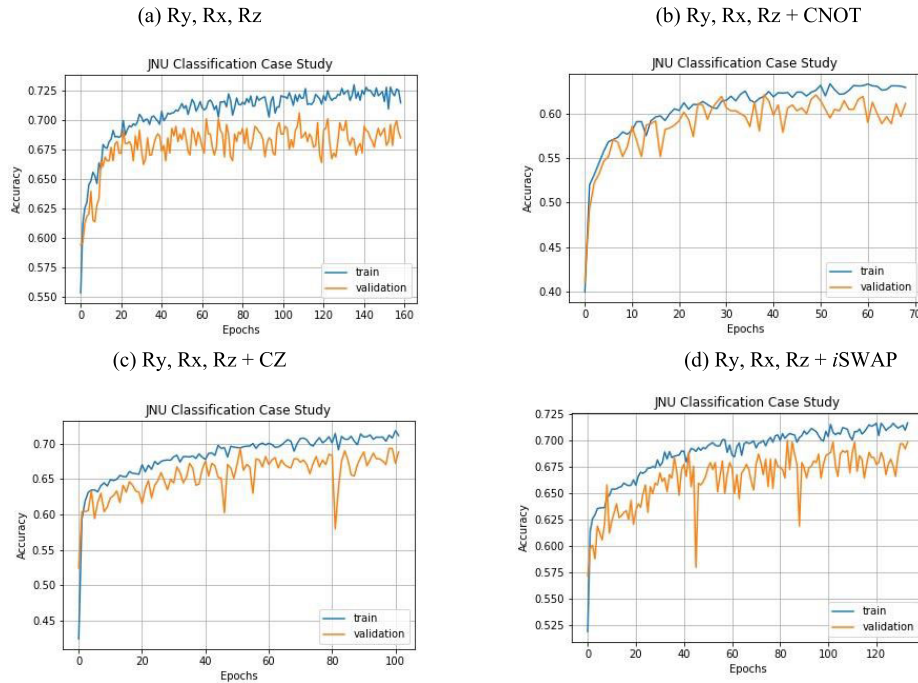 (a) Ry, Rx, Rz
JNU Classification Case Study
Accuracy
0.725
0.700
0.675
0.650
0.625
0.600
0.575
0.550
0 20 40 60 80 100 120 140 160
Epochs
train
validation
(b) Ry, Rx, Rz + CNOT
JNU Classification Case Study
Accuracy
0.60
0.55
0.50
0.45
0.40
0 10 20 30 40 50 60 70
Epochs
train
validation
(c) Ry, Rx, Rz + CZ
JNU Classification Case Study
Accuracy
0.70
0.65
0.60
0.55
0.50
0.45
0 20 40 60 80 100
Epochs
train
validation
(d) Ry, Rx, Rz + iSWAP
JNU Classification Case Study
Accuracy
0.725
0.700
0.675
0.650
0.625
0.600
0.575
0.550
0.525
0 20 40 60 80 100 120
Epochs
train
validation